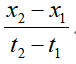 x₂ − x₁
t₂ − t₁ .